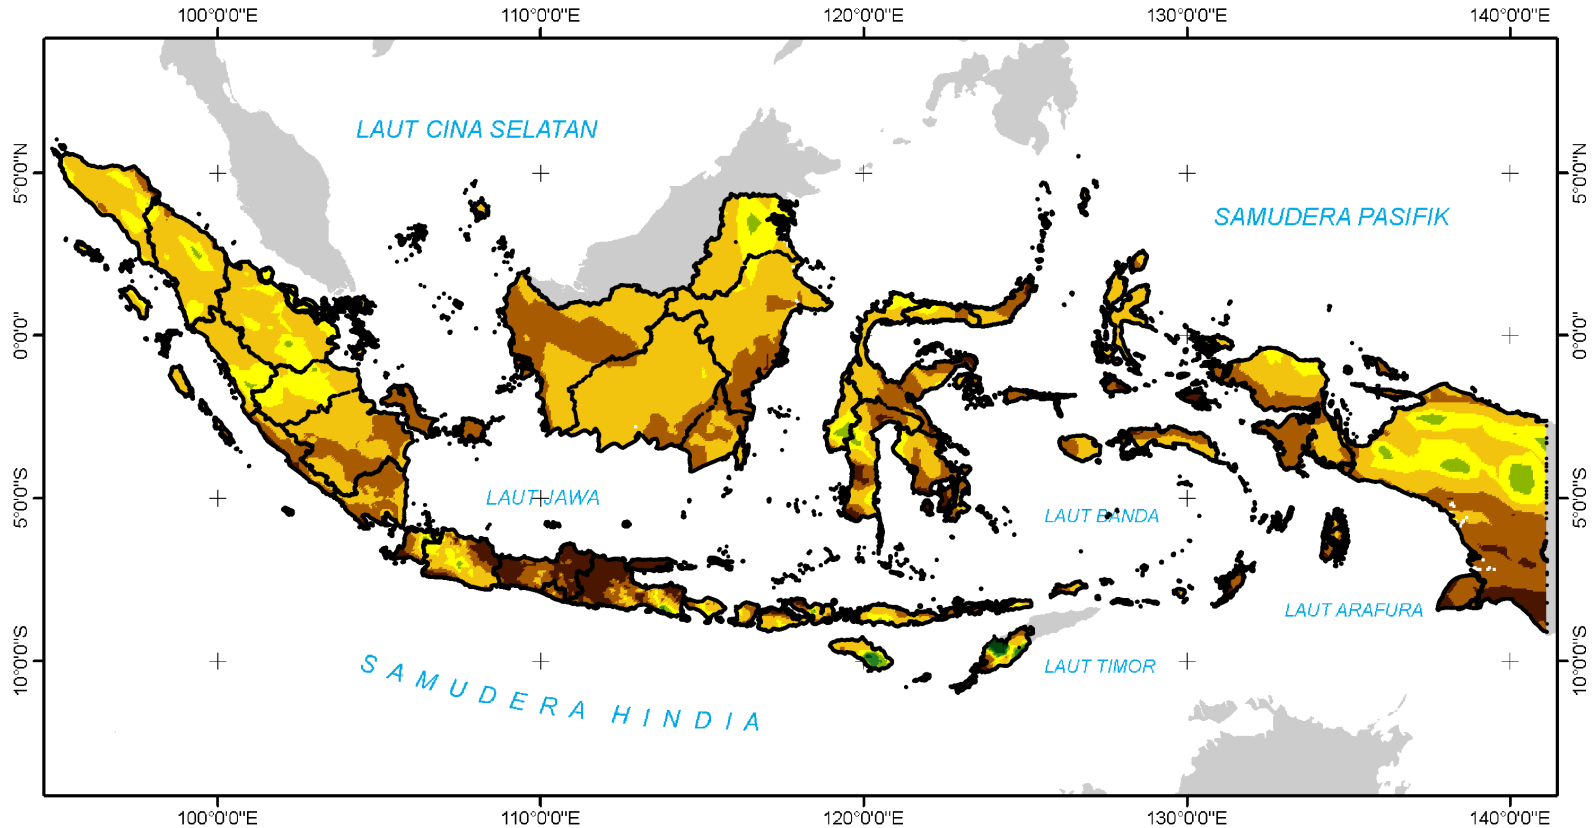 100°0'0"E
110°0'0"E
120°0'0"E
130°0'0"E
140°0'0"E
LAUT CINA SELATAN
5°0'0"N
5°0'0"N
SAMUDERA PASIFIK
0°0'0"
0°0'0"
LAUT JAWA
5°0'0"S
5°0'0"S
LAUT BANDA
LAUT ARAFURA
10°0'0"S
10°0'0"S
LAUT TIMOR
SAMUDERA HINDIA
100°0'0"E
110°0'0"E
120°0'0"E
130°0'0"E
140°0'0"E